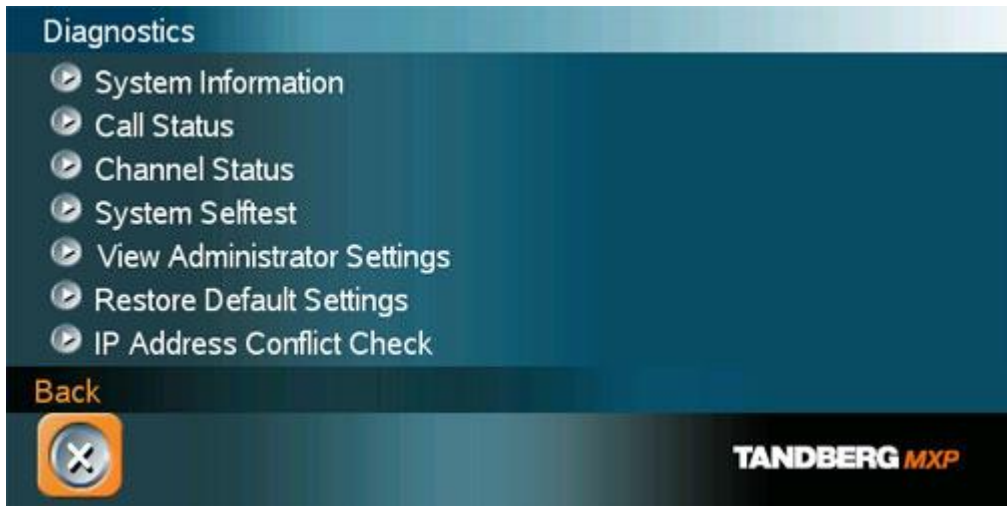 Diagnostics
System Information
Call Status
Channel Status
System Selftest
View Administrator Settings
Restore Default Settings
IP Address Conflict Check
Back
TANDBERG MXP